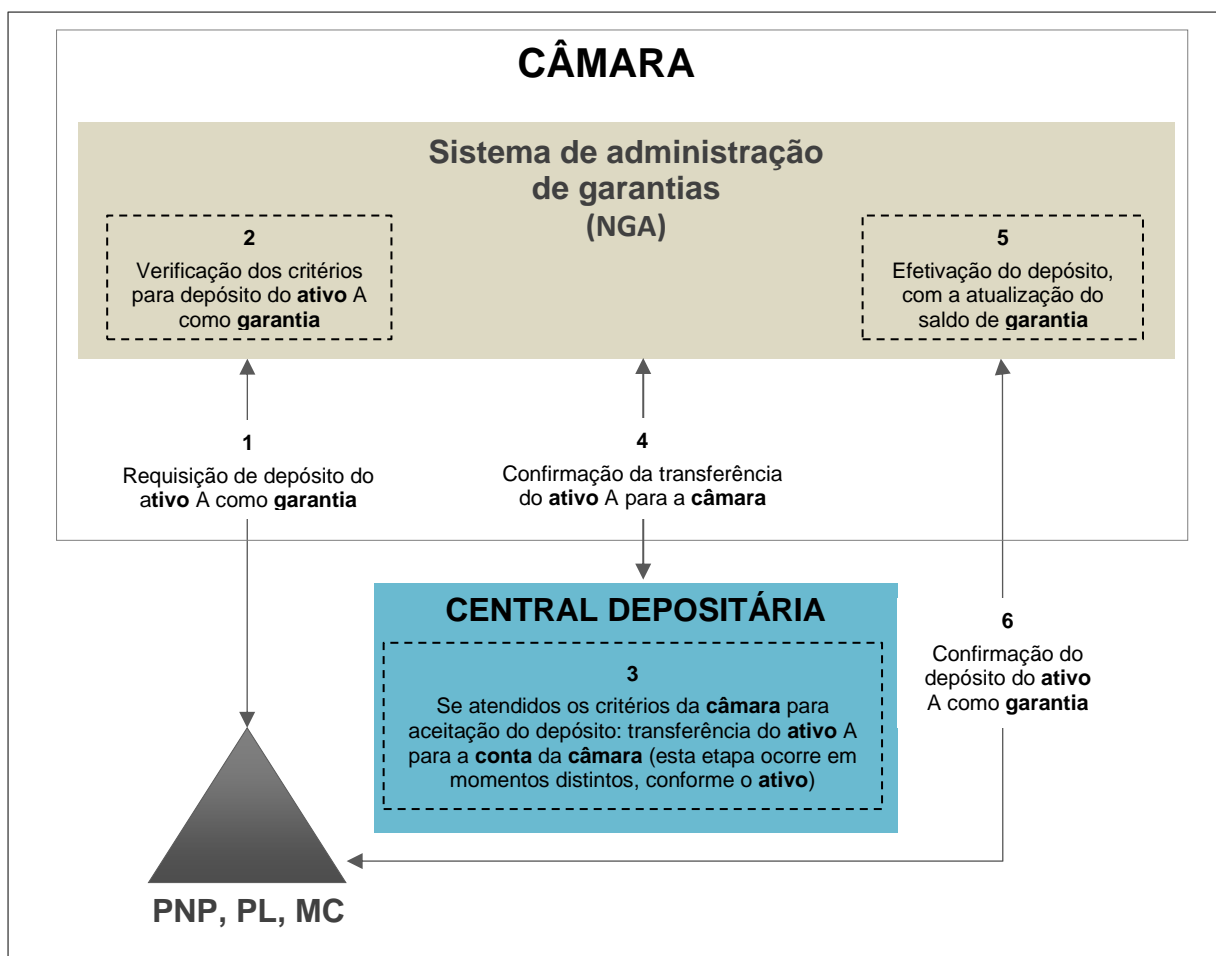 CÂMARA
Sistema de administração
de garantias
(NGA)
2
Verificação dos critérios
para depósito do ativo A
como garantia
5
Efetivação do depósito,
com a atualização do
saldo de garantia
1
Requisição de depósito do
ativo A como garantia
4
Confirmação da transferência
do ativo A para a câmara
CENTRAL DEPOSITÁRIA
3
Se atendidos os critérios da câmara para
aceitação do depósito: transferência do ativo A
para a conta da câmara (esta etapa ocorre em
momentos distintos, conforme o ativo)
6
Confirmação do
depósito do ativo
A como garantia
PNP, PL, MC